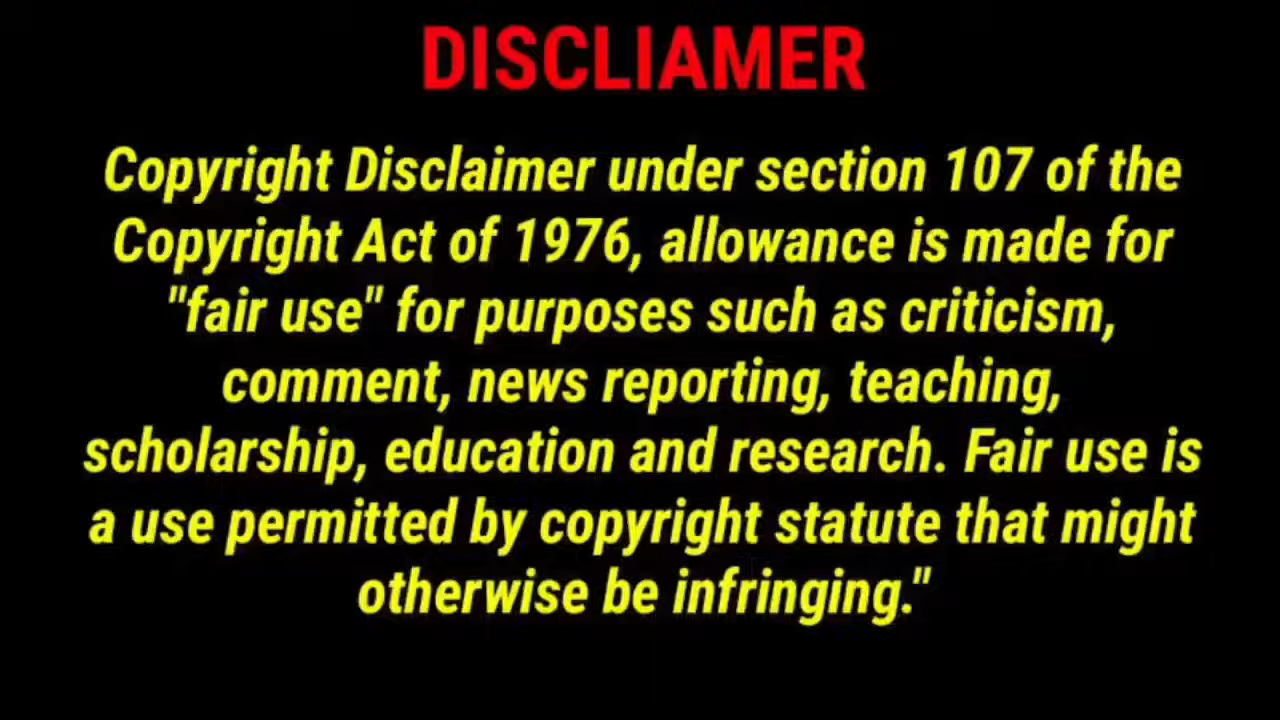 DISCLIAMER
Copyright Disclaimer under section 107 of the
Copyright Act of 1976, allowance is made for
"fair use" for purposes such as criticism,
comment, news reporting, teaching,
scholarship, education and research. Fair use is
a use permitted by copyright statute that might
otherwise be infringing."